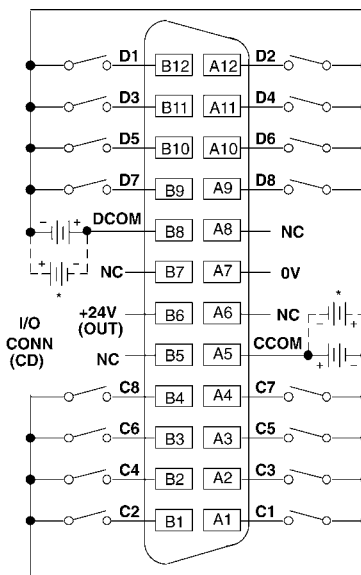 D1 B12 A12 D2
D3 B11 A11 D4
D5 B10 A10 D6
D7 B9 A9 D8
− + DCOM B8 A8 NC
+ − NC B7 A7 0V
*
*
I/O CONN (CD)
+24V (OUT) B6 A6 NC − +
NC B5 A5 CCOM + −
C8 B4 A4 C7
C6 B3 A3 C5
C4 B2 A2 C3
C2 B1 A1 C1